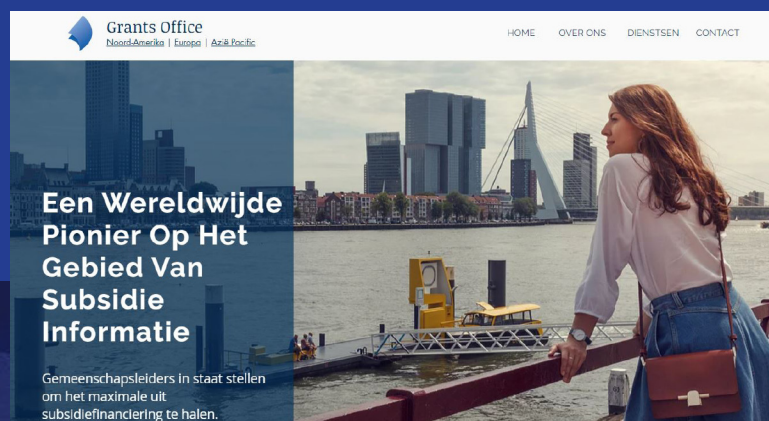 Grants Office
Noord-Amerika | Europa | Azië Pacific
HOME OVER ONS DIENSTSEN CONTACT
Een Wereldwijde
Pionier Op Het
Gebied Van
Subsidie
Informatie
Gemeenschapsleiders in staat stellen
om het maximale uit
subsidiefinanciering te halen.